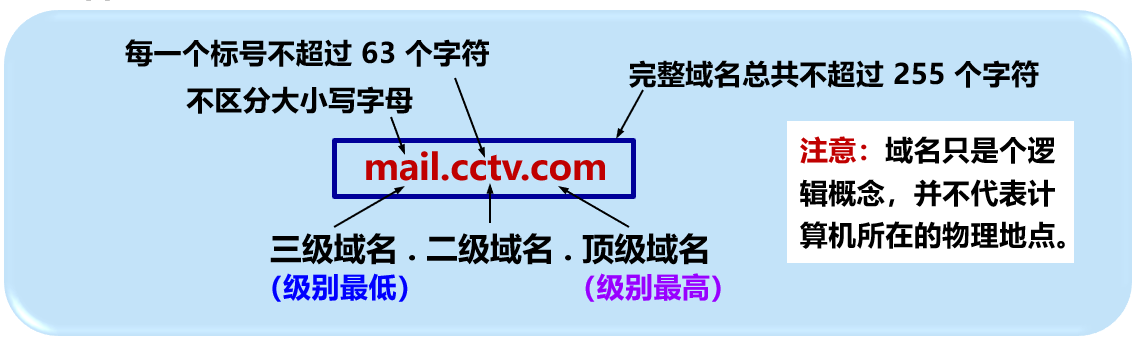 每一个标号不超过 63 个字符
完整域名总共不超过 255 个字符
不区分大小写字母
mail.cctv.com
注意：域名只是个逻
辑概念，并不代表计
算机所在的物理地点。
三级域名 . 二级域名 . 顶级域名
(级别最低)
(级别最高)